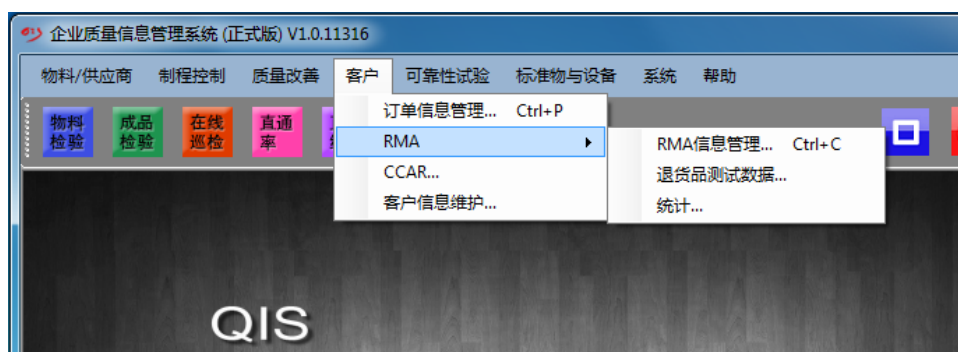 企业质量信息管理系统 (正式版) V1.0.11316
物料/供应商 制程控制 质量改善 客户 可靠性试验 标准物与设备 系统 帮助
物料检验 成品检验 在线巡检 直通率
订单信息管理... Ctrl+P
RMA
CCAR...
客户信息维护...
RMA信息管理... Ctrl+C
退货品测试数据...
统计...
QIS